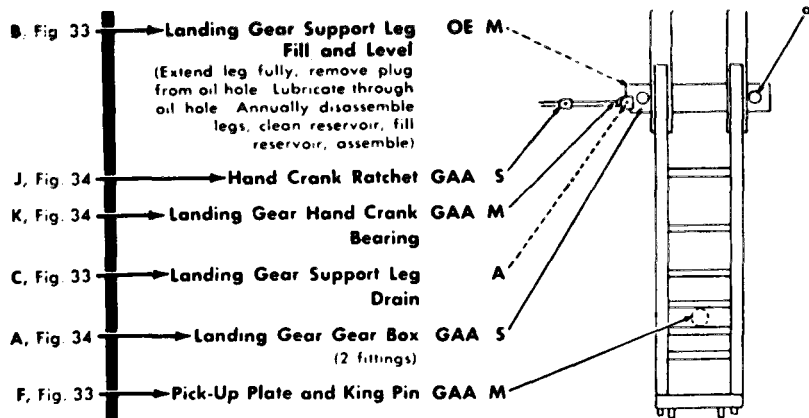 B, Fig 33 Landing Gear Support Leg OE M
Fill and Level
(Extend leg fully, remove plug
from oil hole Lubricate through
oil hole Annually disassemble
legs, clean reservoir, fill
reservoir, assemble)
J, Fig. 34 Hand Crank Ratchet GAA S
K, Fig. 34 Landing Gear Hand Crank GAA M
Bearing
C, Fig. 33 Landing Gear Support Leg A
Drain
A, Fig. 34 Landing Gear Gear Box GAA S
(2 fittings)
F, Fig. 33 Pick-Up Plate and King Pin GAA M